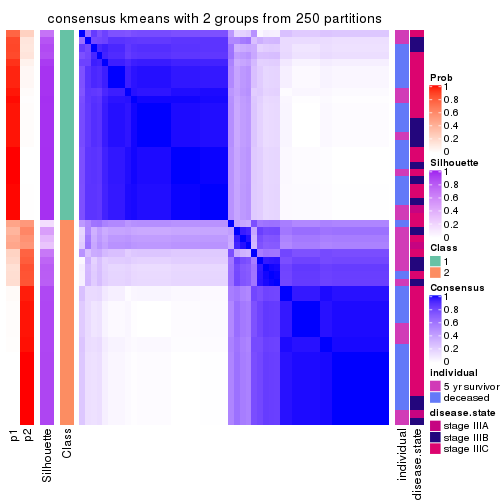 consensus kmeans with 2 groups from 250 partitions
Prob
1
0.8
0.6
0.4
0.2
0
Silhouette
1
0.8
0.6
0.4
0.2
0
Class
1
2
Consensus
1
0.8
0.6
0.4
0.2
0
individual
5 yr survivor
deceased
disease.state
stage IIIA
stage IIIB
stage IIIC
p1
p2
Silhouette
Class
individual
disease.state